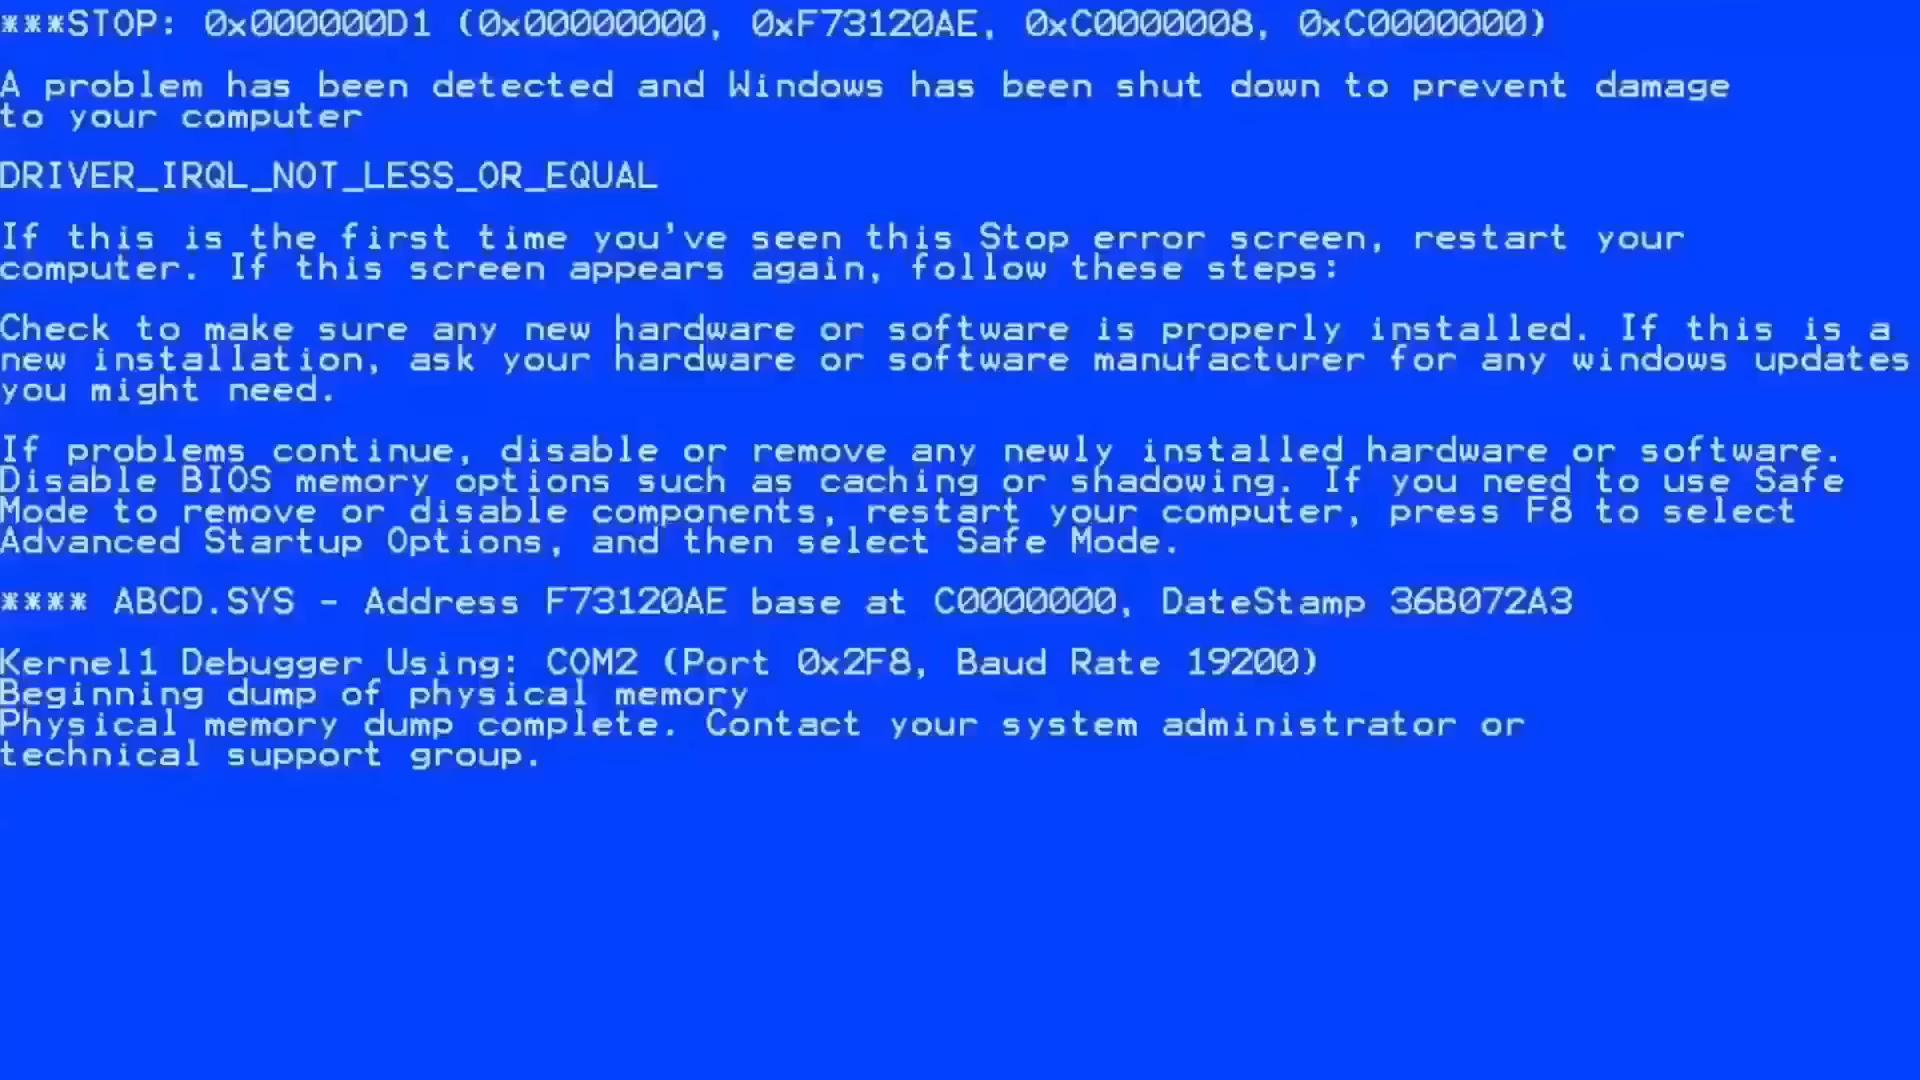 ***STOP: 0x000000D1 (0x00000000, 0xF73120AE, 0xC0000008, 0xC0000000)
A problem has been detected and Windows has been shut down to prevent damage
to your computer
DRIVER_IRQL_NOT_LESS_OR_EQUAL
If this is the first time you've seen this Stop error screen, restart your
computer. If this screen appears again, follow these steps:
Check to make sure any new hardware or software is properly installed. If this is a
new installation, ask your hardware or software manufacturer for any windows updates
you might need.
If problems continue, disable or remove any newly installed hardware or software.
Disable BIOS memory options such as caching or shadowing. If you need to use Safe
Mode to remove or disable components, restart your computer, press F8 to select
Advanced Startup Options, and then select Safe Mode.
**** ABCD.SYS - Address F73120AE base at C0000000, DateStamp 36B072A3
Kernel1 Debugger Using: COM2 (Port 0x2F8, Baud Rate 19200)
Beginning dump of physical memory
Physical memory dump complete. Contact your system administrator or
technical support group.